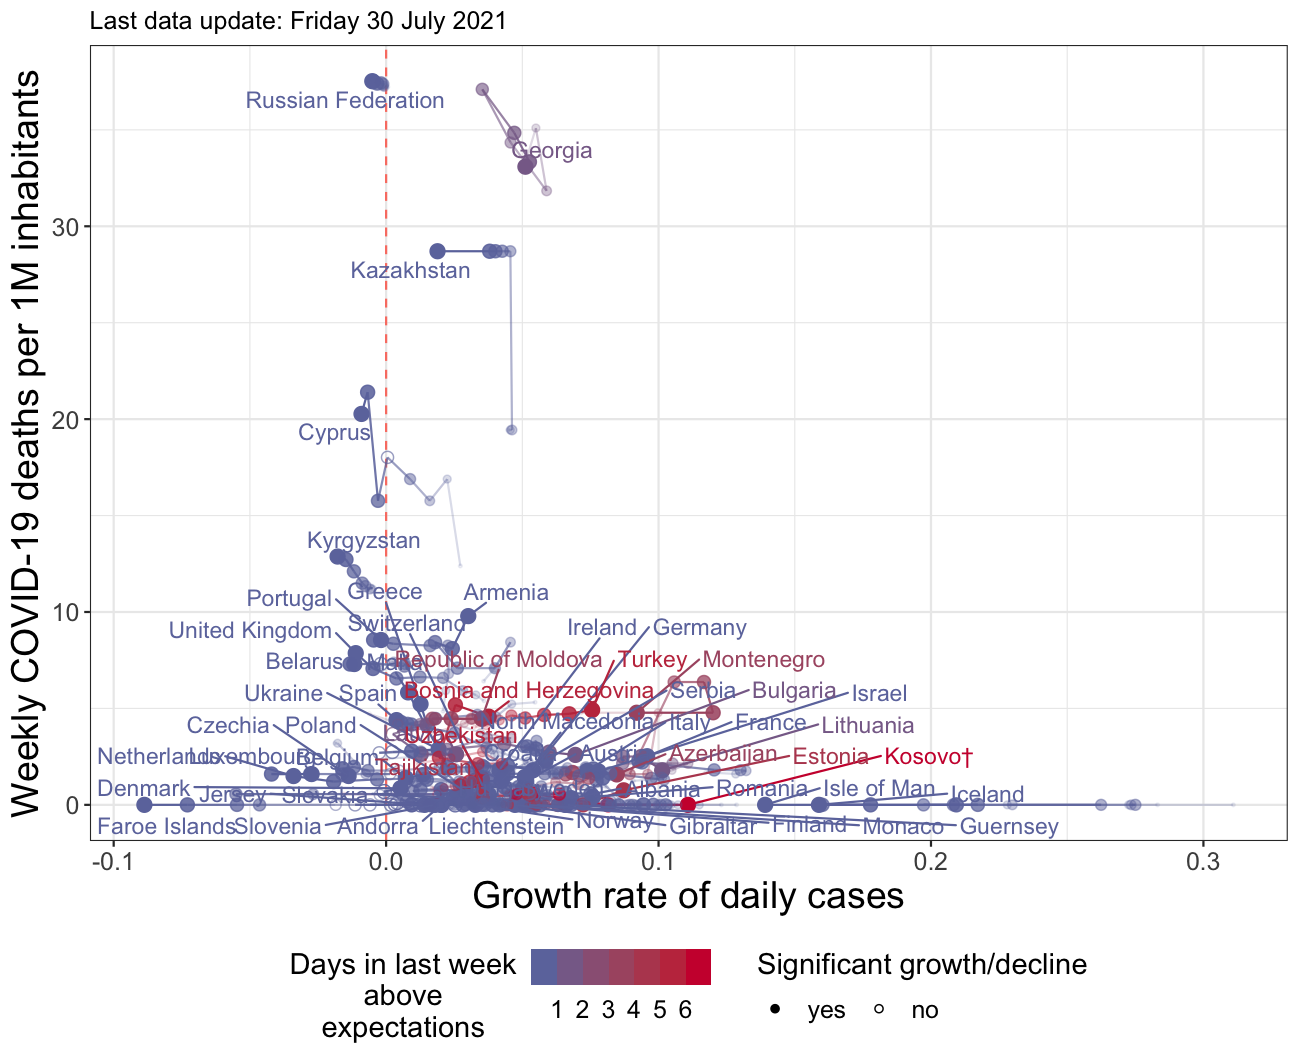 Last data update: Friday 30 July 2021
Weekly COVID-19 deaths per 1M inhabitants
30
20
10
0
Russian Federation
Georgia
Kazakhstan
Cyprus
Kyrgyzstan
Greece
Armenia
Portugal
Switzerland
United Kingdom
Ireland
Germany
Belarus
Republic of Moldova
Turkey
Montenegro
Ukraine
Spain
Bosnia and Herzegovina
Serbia
Bulgaria
Israel
Czechia
Poland
North Macedonia
Italy
France
Lithuania
Uzbekistan
Netherlands
Luxembourg
Belgium
Austria
Azerbaijan
Estonia
Kosovo†
Tajikistan
Denmark
Jersey
Slovakia
Albania
Romania
Isle of Man
Iceland
Faroe Islands
Slovenia
Andorra
Liechtenstein
Norway
Gibraltar
Finland
Monaco
Guernsey
-0.1
0.0
0.1
0.2
0.3
Growth rate of daily cases
Days in last week
above
expectations
1 2 3 4 5 6
Significant growth/decline
yes
no